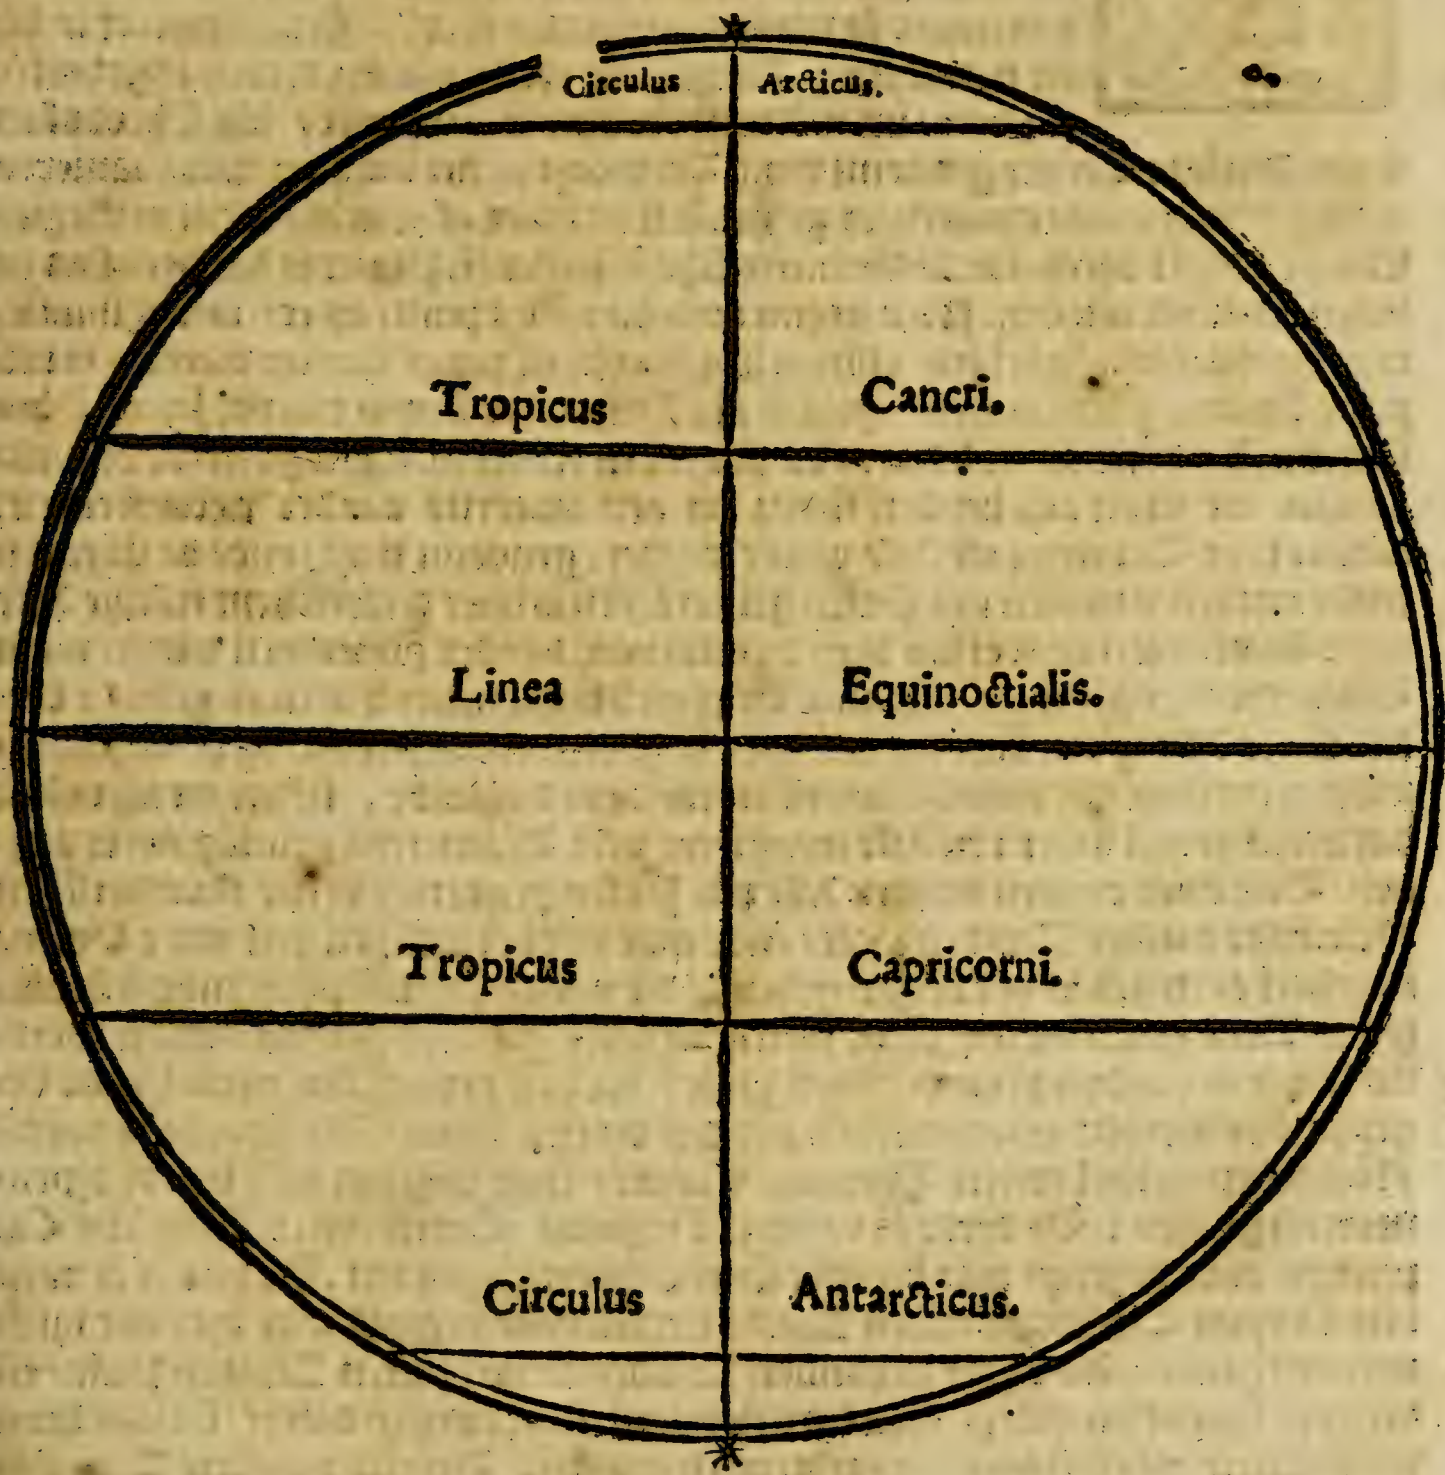 Circulus Arcticus.
Tropicus Cancri.
Linea Equinoctialis.
Tropicus Capricorni.
Circulus Antarcticus.